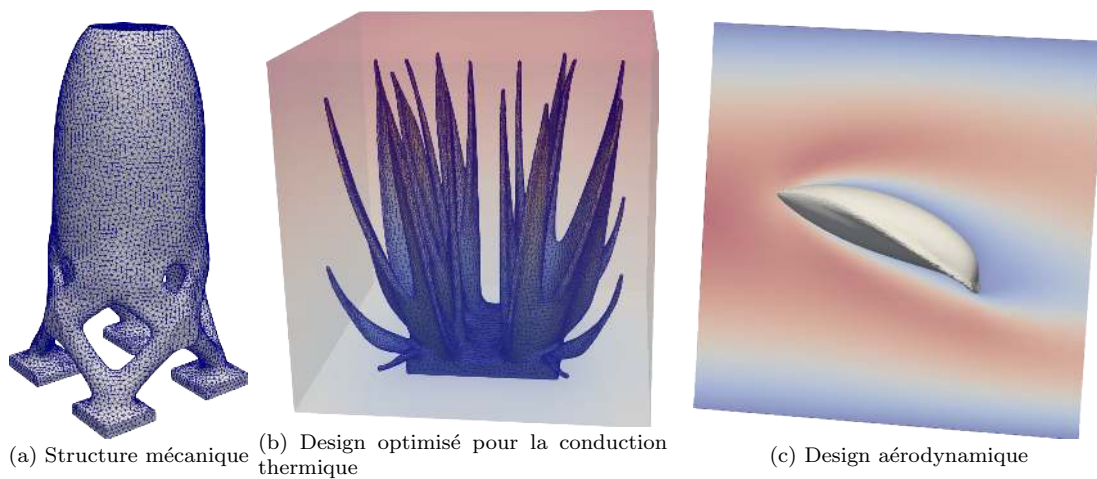 (a) Structure mécanique
(b) Design optimisé pour la conduction
thermique
(c) Design aérodynamique